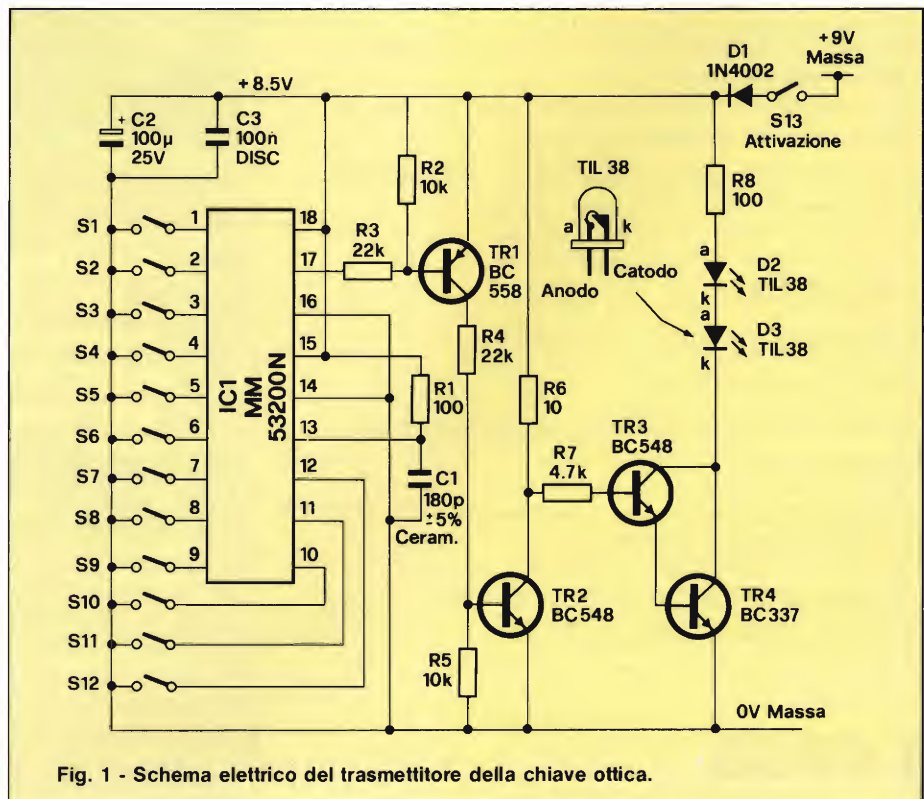 +9V
Massa
D1
1N4002
S13
Attivazione
+ 8.5V
+ C2
100µ
25V
C3
100n
DISC
R2
10k
R3
22k
TR1
BC
558
R4
22k
TIL 38
a
k
Anodo
Catodo
R8
100
a
D2
TIL 38
k
a
D3
TIL 38
k
S1
S2
S3
S4
S5
S6
S7
S8
S9
S10
S11
S12
1
2
3
4
5
6
7
8
9
IC1
MM
53200N
18
17
16
15
14
13
12
11
10
R1
100
C1
180p
±5%
Ceram.
R6
10
R7
4.7k
TR3
BC548
TR2
BC548
TR4
BC337
R5
10k
0V Massa
Fig. 1 - Schema elettrico del trasmettitore della chiave ottica.